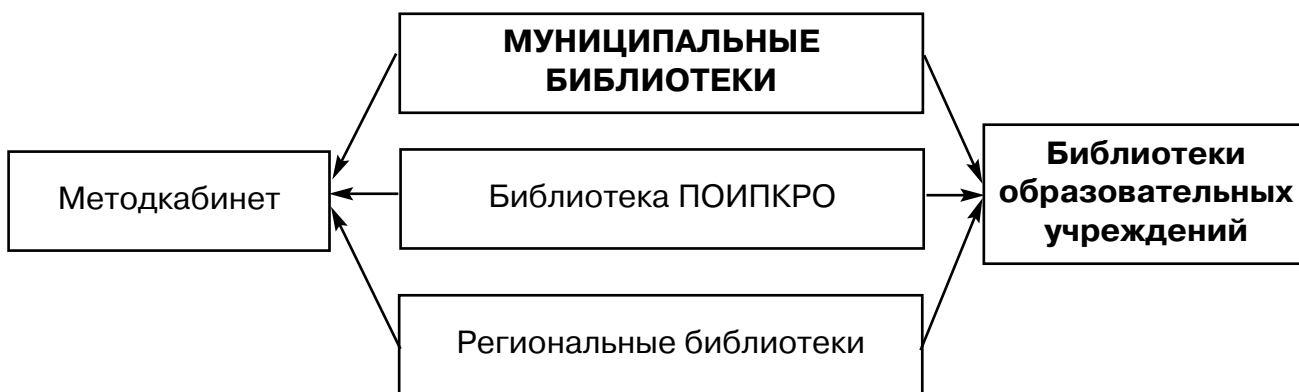 МУНИЦИПАЛЬНЫЕ
БИБЛИОТЕКИ
Методкабинет
Библиотека ПОИПКРО
Библиотеки
образовательных
учреждений
Региональные библиотеки